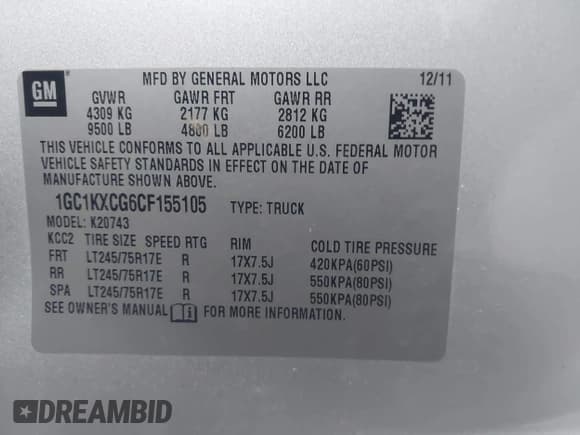 GM
MFD BY GENERAL MOTORS LLC 12/11
GVWR GAWR FRT GAWR RR
4309 KG 2177 KG 2812 KG
9500 LB 4800 LB 6200 LB
THIS VEHICLE CONFORMS TO ALL APPLICABLE U.S. FEDERAL MOTOR
VEHICLE SAFETY STANDARDS IN EFFECT ON THE DATE OF
MANUFACTURE SHOWN ABOVE.
1GC1KXCG6CF155105 TYPE: TRUCK
MODEL: K20743
KCC2 TIRE SIZE SPEED RTG RIM COLD TIRE PRESSURE
FRT LT245/75R17E R 17X7.5J 420KPA(60PSI)
RR LT245/75R17E R 17X7.5J 550KPA(80PSI)
SPA LT245/75R17E R 17X7.5J 550KPA(80PSI)
SEE OWNER'S MANUAL FOR MORE INFORMATION.
DREAMBID